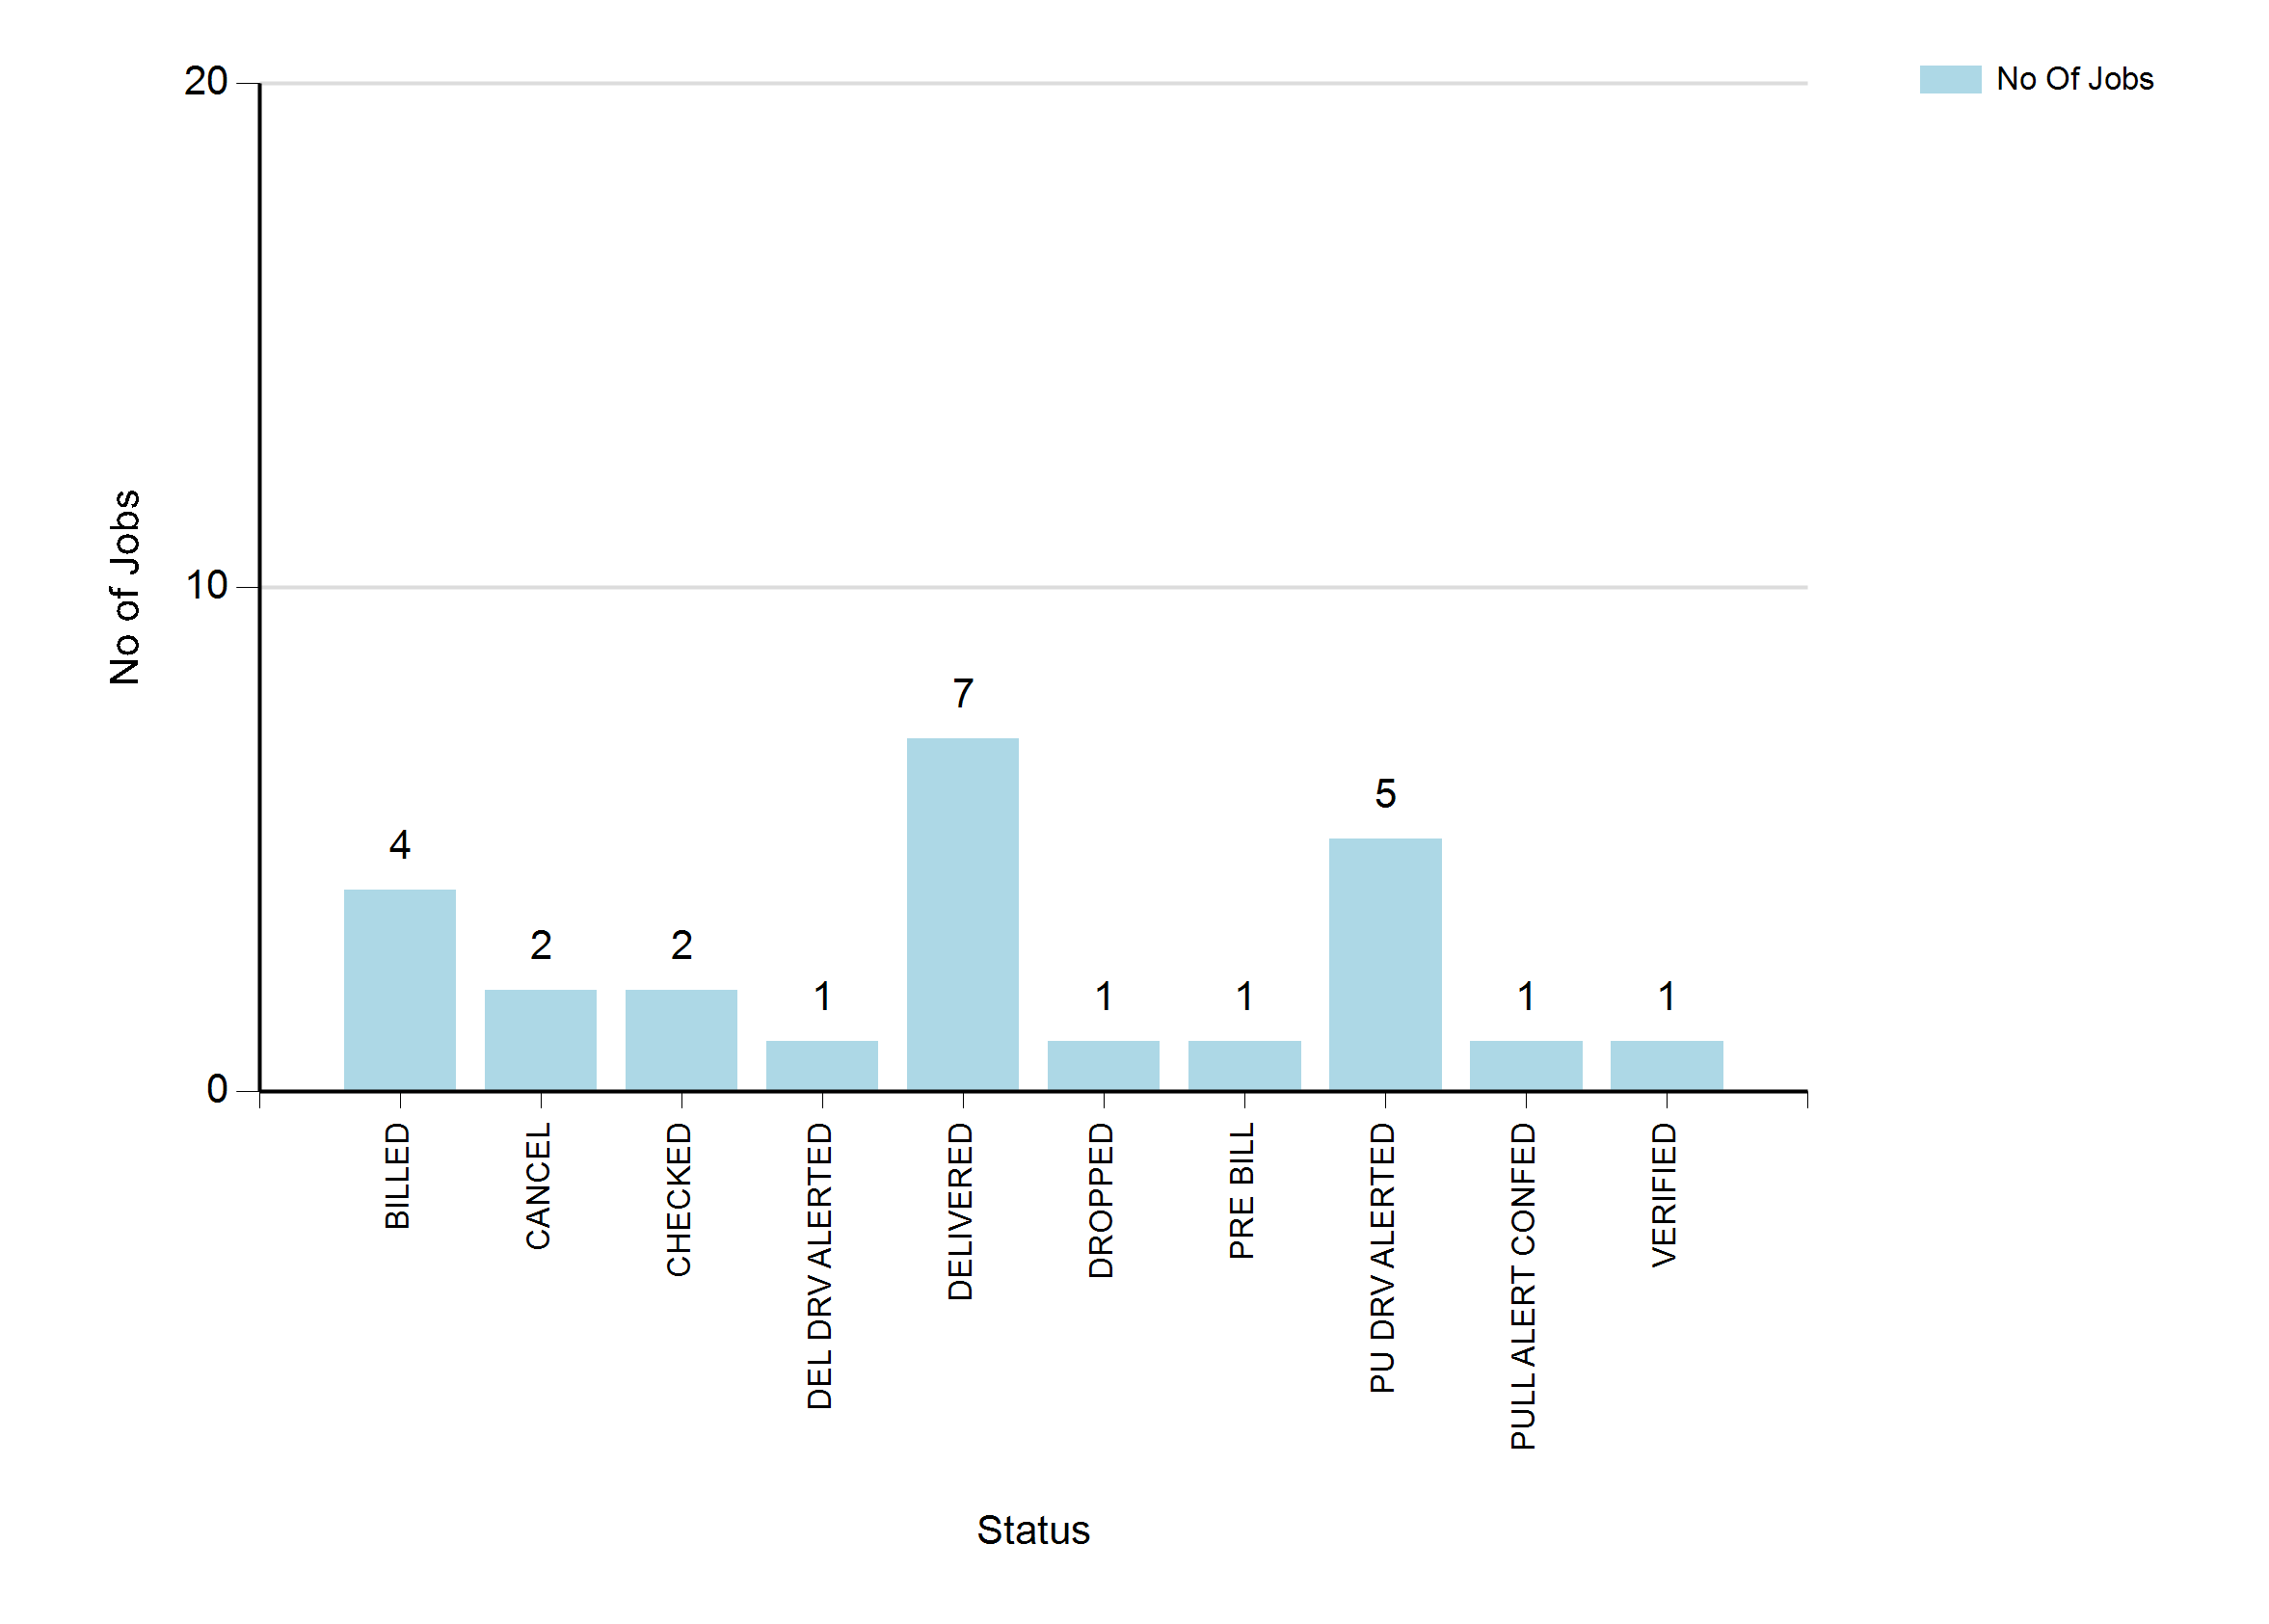 No Of Jobs
20
10
0
No of Jobs
4
2
2
1
7
1
1
5
1
1
BILLED
CANCEL
CHECKED
DEL DRV ALERTED
DELIVERED
DROPPED
PRE BILL
PU DRV ALERTED
PULL ALERT CONFED
VERIFIED
Status